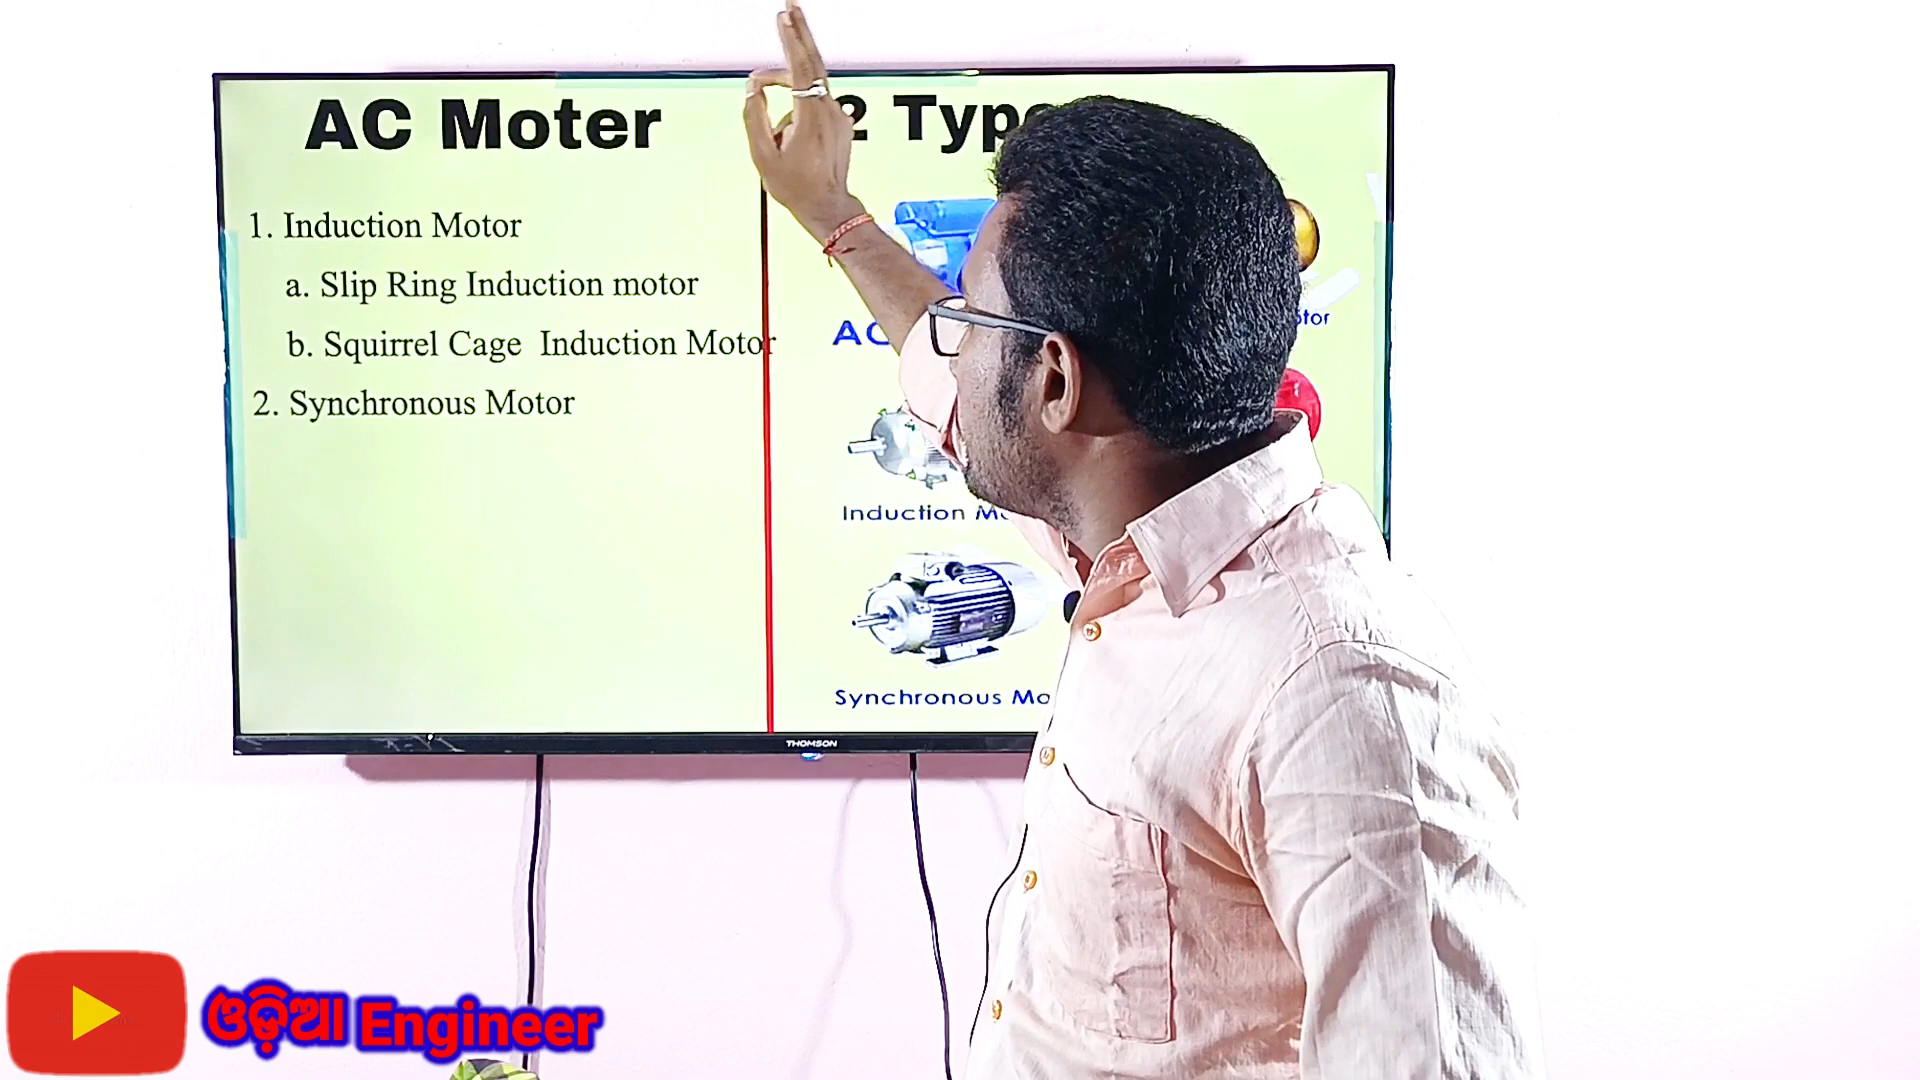 AC Moter
2
1. Induction Motor
a. Slip Ring Induction motor
b. Squirrel Cage Induction Motor
2. Synchronous Motor
Induction
Synchronous
THOMSON
ଓଡ଼ିଆ Engineer